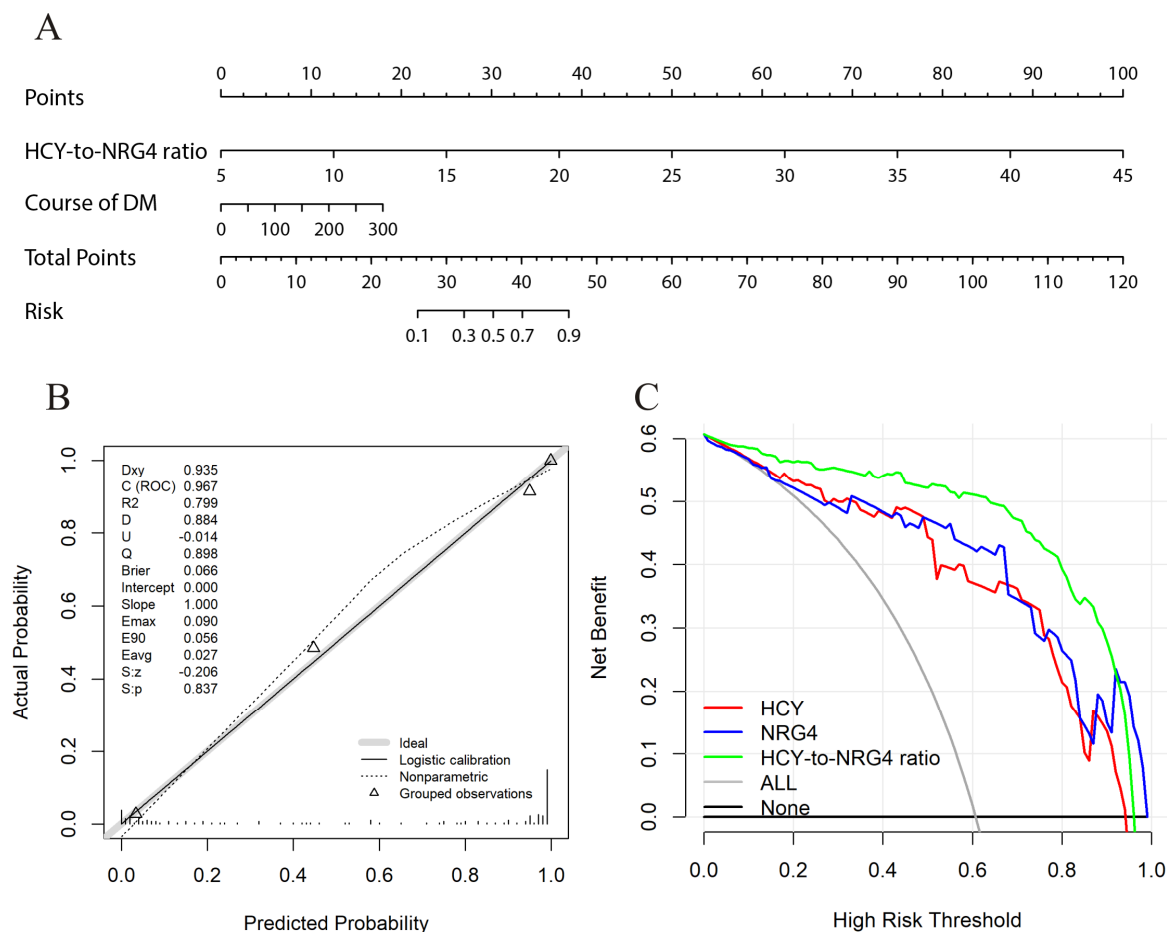 A
Points
0 10 20 30 40 50 60 70 80 90 100
HCY-to-NRG4 ratio
5 10 15 20 25 30 35 40 45
Course of DM
0 100 200 300
Total Points
0 10 20 30 40 50 60 70 80 90 100 110 120
Risk
0.1 0.3 0.5 0.7 0.9
B
Actual Probability
1.0
0.8
0.6
0.4
0.2
0.0
Dxy 0.935
C (ROC) 0.967
R2 0.799
D 0.884
U -0.014
Q 0.898
Brier 0.066
Intercept 0.000
Slope 1.000
Emax 0.090
E90 0.056
Eavg 0.027
S:z -0.206
S:p 0.837
Ideal
Logistic calibration
Nonparametric
Grouped observations
0.0 0.2 0.4 0.6 0.8 1.0
Predicted Probability
C
Net Benefit
0.6
0.5
0.4
0.3
0.2
0.1
0.0
HCY
NRG4
HCY-to-NRG4 ratio
ALL
None
0.0 0.2 0.4 0.6 0.8 1.0
High Risk Threshold